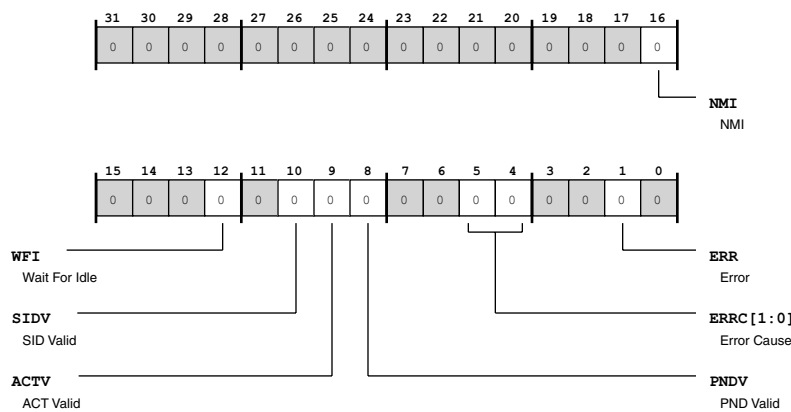 31 30 29 28 27 26 25 24 23 22 21 20 19 18 17 16
0 0 0 0 0 0 0 0 0 0 0 0 0 0 0 0
NMI
NMI
15 14 13 12 11 10 9 8 7 6 5 4 3 2 1 0
0 0 0 0 0 0 0 0 0 0 0 0 0 0 0 0
WFI
Wait For Idle
ERR
Error
SIDV
SID Valid
ERRC[1:0]
Error Cause
ACTV
ACT Valid
PNDV
PND Valid